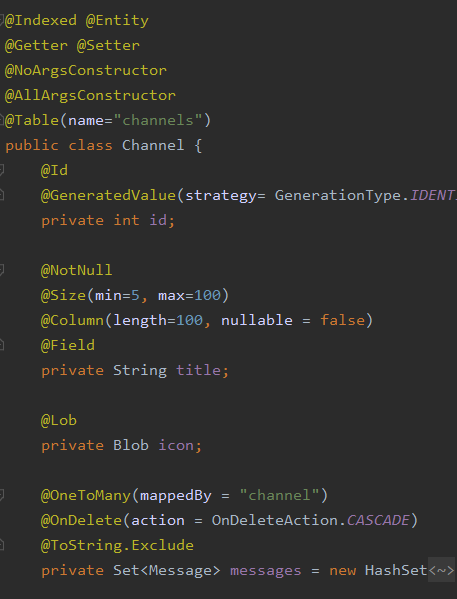 @Indexed @Entity
@Getter @Setter
@NoArgsConstructor
@AllArgsConstructor
@Table(name="channels")
public class Channel {
@Id
@GeneratedValue(strategy= GenerationType.IDENT
private int id;
@NotNull
@Size(min=5, max=100)
@Column(length=100, nullable = false)
@Field
private String title;
@Lob
private Blob icon;
@OneToMany(mappedBy = "channel")
@OnDelete(action = OnDeleteAction.CASCADE)
@ToString.Exclude
private Set<Message> messages = new HashSet<~>